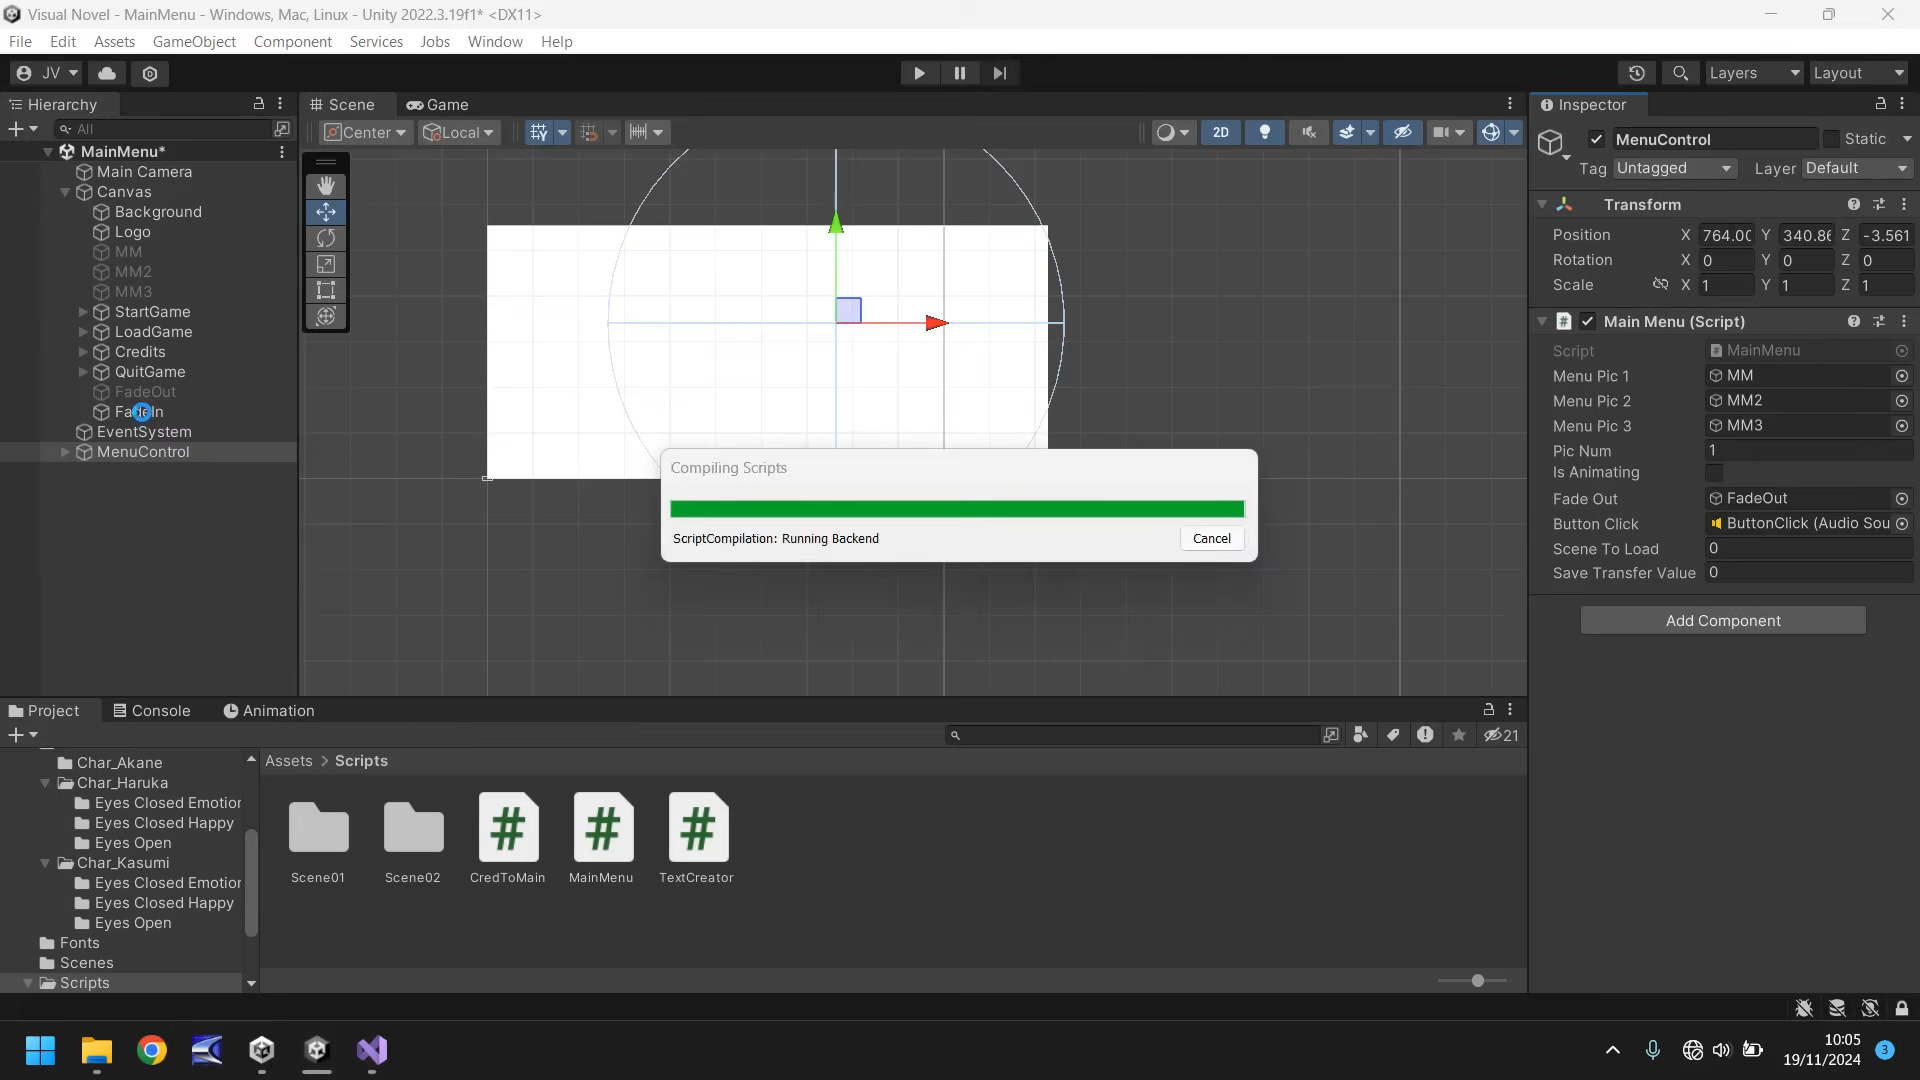 Visual Novel - MainMenu - Windows, Mac, Linux - Unity 2022.3.19f1* <DX11>
File Edit Assets GameObject Component Services Jobs Window Help
JV Layers Layout
Hierarchy Scene Game Inspector
All Center Local 2D
MenuControl Static
Tag Untagged Layer Default
MainMenu*
Main Camera
Canvas
Background
Logo
MM
MM2
MM3
StartGame
LoadGame
Credits
QuitGame
FadeOut
FadeIn
EventSystem
MenuControl
Compiling Scripts
ScriptCompilation: Running Backend Cancel
Transform
Position X 764.00 Y 340.86 Z -3.561
Rotation X 0 Y 0 Z 0
Scale X 1 Y 1 Z 1
Main Menu (Script)
Script MainMenu
Menu Pic 1 MM
Menu Pic 2 MM2
Menu Pic 3 MM3
Pic Num 1
Is Animating
Fade Out FadeOut
Button Click ButtonClick (Audio Sou
Scene To Load 0
Save Transfer Value 0
Add Component
Project Console Animation
21
Char_Akane
Char_Haruka
Eyes Closed Emotion
Eyes Closed Happy
Eyes Open
Char_Kasumi
Eyes Closed Emotion
Eyes Closed Happy
Eyes Open
Fonts
Scenes
Scripts
Assets > Scripts
Scene01 Scene02 CredToMain MainMenu TextCreator
10:05
19/11/2024 3